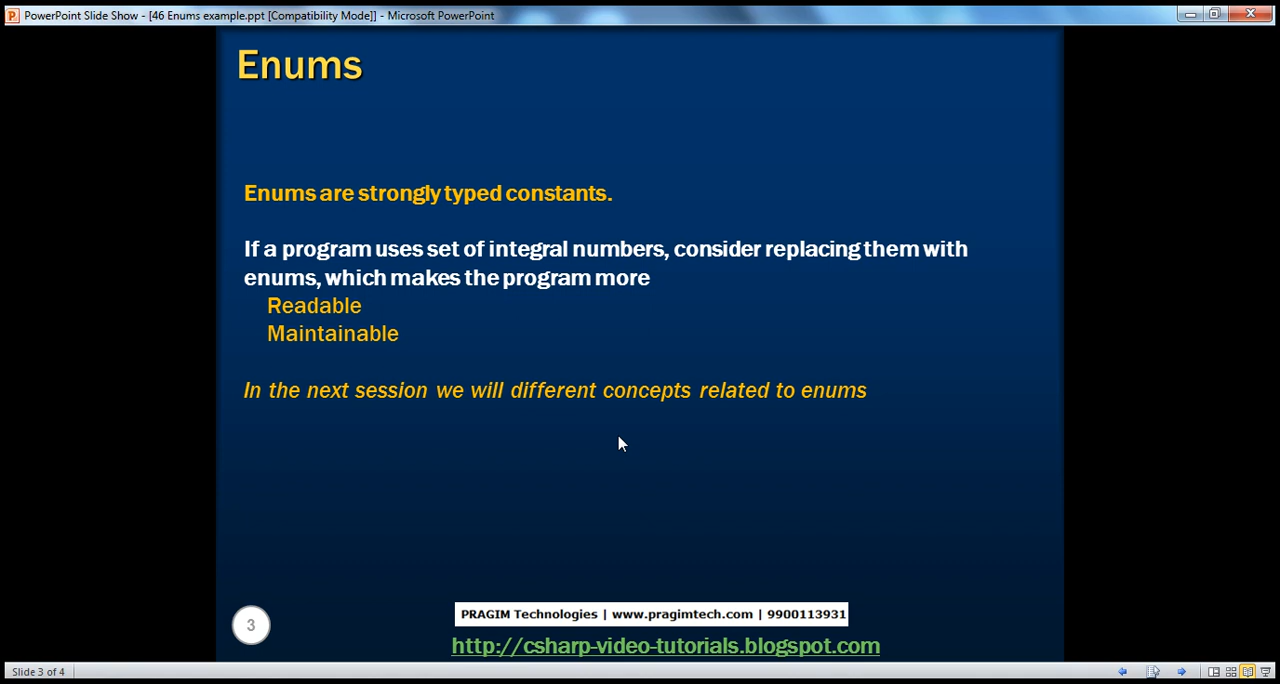 PowerPoint Slide Show - [46 Enums example.ppt [Compatibility Mode]] - Microsoft PowerPoint
Enums
Enums are strongly typed constants.
If a program uses set of integral numbers, consider replacing them with
enums, which makes the program more
Readable
Maintainable
In the next session we will different concepts related to enums
3
PRAGIM Technologies | www.pragimtech.com | 9900113931
http://csharp-video-tutorials.blogspot.com
Slide 3 of 4